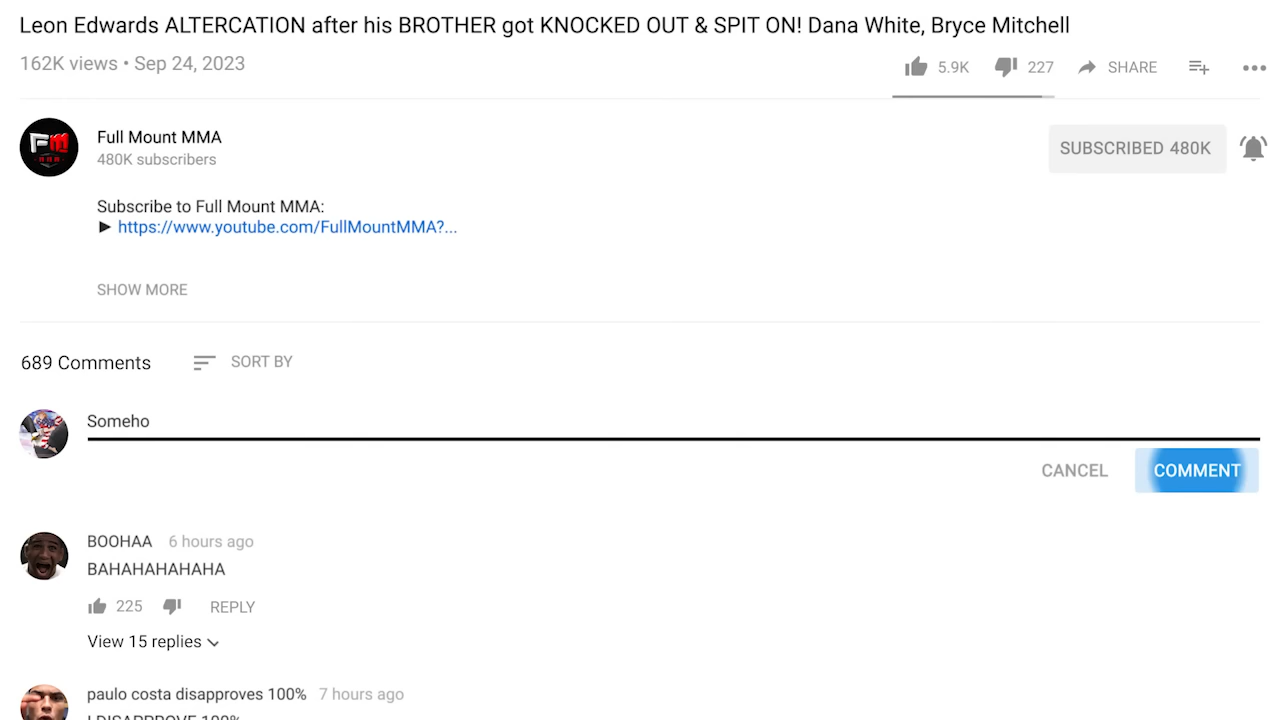 Leon Edwards ALTERCATION after his BROTHER got KNOCKED OUT & SPIT ON! Dana White, Bryce Mitchell
162K views • Sep 24, 2023
5.9K 227 SHARE
FM
Full Mount MMA
480K subscribers
SUBSCRIBED 480K
Subscribe to Full Mount MMA:
► https://www.youtube.com/FullMountMMA?...
SHOW MORE
689 Comments SORT BY
Someho
CANCEL COMMENT
BOOHAA 6 hours ago
BAHAHAHAHAHA
225 REPLY
View 15 replies
paulo costa disapproves 100% 7 hours ago
I DISAPPROVE 100%